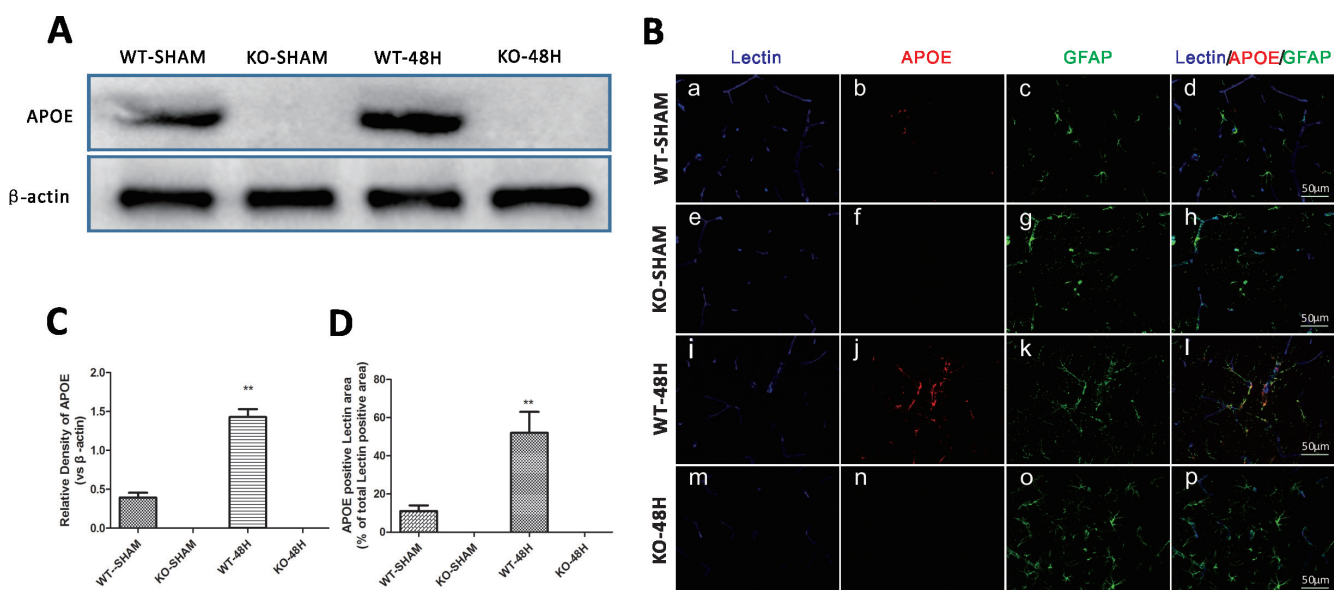 A
WT-SHAM KO-SHAM WT-48H KO-48H
APOE
β-actin
B
Lectin APOE GFAP Lectin/APOE/GFAP
WT-SHAM
a b c d
50μm
KO-SHAM
e f g h
50μm
WT-48H
i j k l
50μm
KO-48H
m n o p
50μm
C
Relative Density of APOE
(vs β-actin)
2.0
1.5
1.0
0.5
0.0
**
WT--SHAM KO-SHAM WT-48H KO-48H
D
APOE positive Lectin area
(% of total Lectin positive area)
80
60
40
20
0
**
WT-SHAM KO-SHAM WT-48H KO-48H